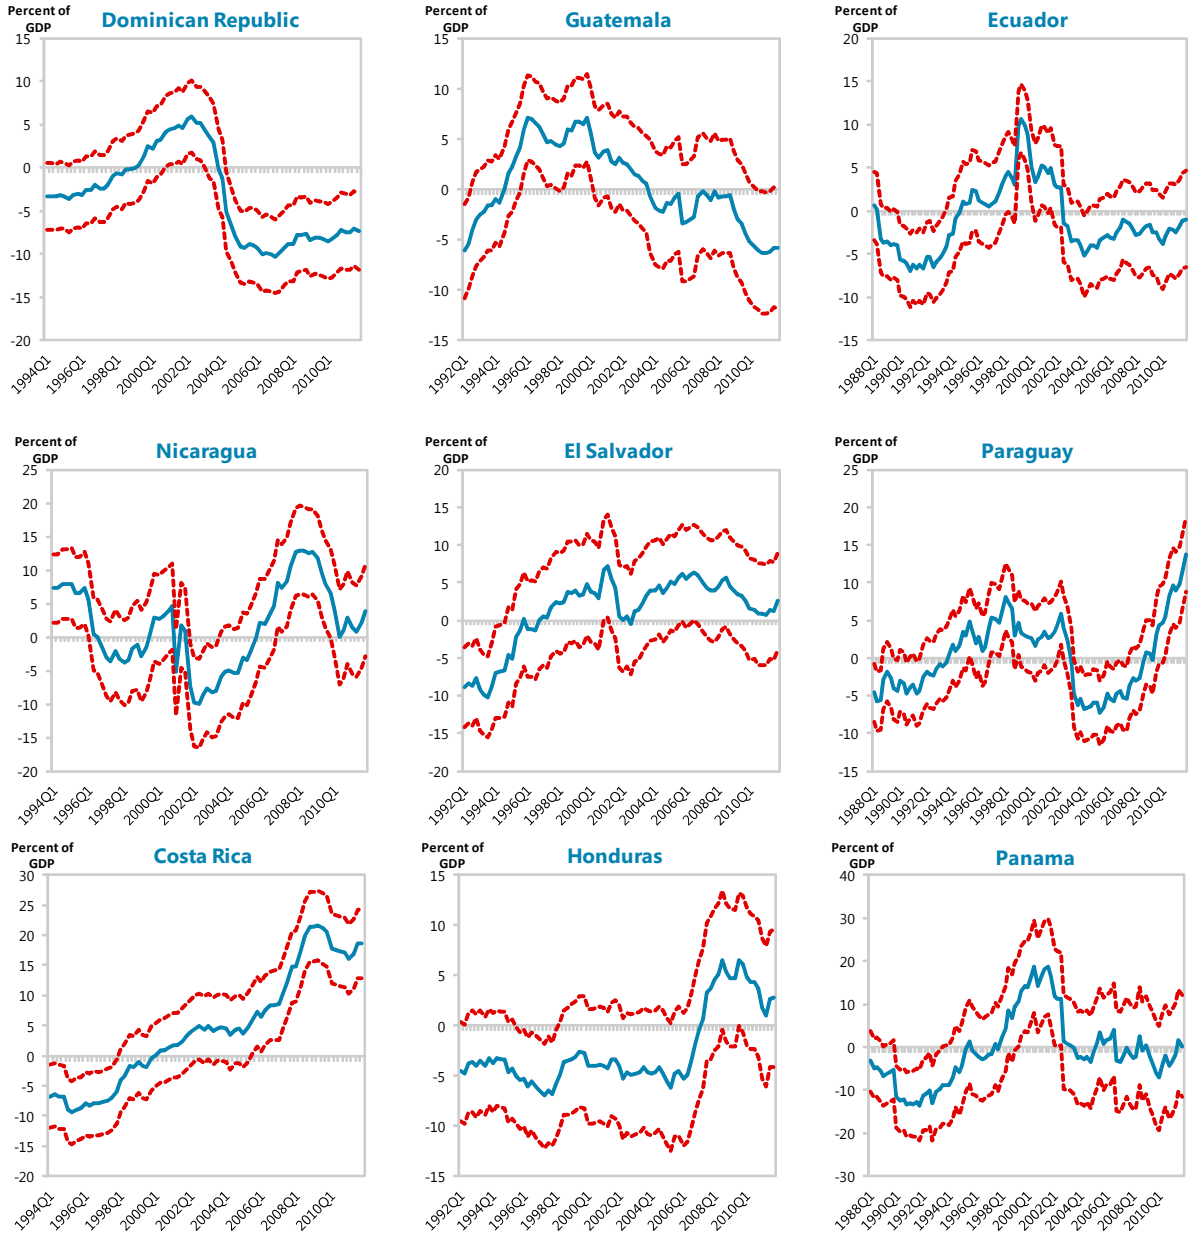 Percent of
GDP
Dominican Republic
15
10
5
0
-5
-10
-15
-20
1994Q1
1996Q1
1998Q1
2000Q1
2002Q1
2004Q1
2006Q1
2008Q1
2010Q1
Percent of
GDP
Guatemala
15
10
5
0
-5
-10
-15
1992Q1
1994Q1
1996Q1
1998Q1
2000Q1
2002Q1
2004Q1
2006Q1
2008Q1
2010Q1
Percent of
GDP
Ecuador
20
15
10
5
0
-5
-10
-15
1988Q1
1990Q1
1992Q1
1994Q1
1996Q1
1998Q1
2000Q1
2002Q1
2004Q1
2006Q1
2008Q1
2010Q1
Percent of
GDP
Nicaragua
25
20
15
10
5
0
-5
-10
-15
-20
1994Q1
1996Q1
1998Q1
2000Q1
2002Q1
2004Q1
2006Q1
2008Q1
2010Q1
Percent of
GDP
El Salvador
20
15
10
5
0
-5
-10
-15
-20
1992Q1
1994Q1
1996Q1
1998Q1
2000Q1
2002Q1
2004Q1
2006Q1
2008Q1
2010Q1
Percent of
GDP
Paraguay
25
20
15
10
5
0
-5
-10
-15
1988Q1
1990Q1
1992Q1
1994Q1
1996Q1
1998Q1
2000Q1
2002Q1
2004Q1
2006Q1
2008Q1
2010Q1
Percent of
GDP
Costa Rica
30
25
20
15
10
5
0
-5
-10
-15
-20
1994Q1
1996Q1
1998Q1
2000Q1
2002Q1
2004Q1
2006Q1
2008Q1
2010Q1
Percent of
GDP
Honduras
15
10
5
0
-5
-10
-15
1992Q1
1994Q1
1996Q1
1998Q1
2000Q1
2002Q1
2004Q1
2006Q1
2008Q1
2010Q1
Percent of
GDP
Panama
40
30
20
10
0
-10
-20
-30
1988Q1
1990Q1
1992Q1
1994Q1
1996Q1
1998Q1
2000Q1
2002Q1
2004Q1
2006Q1
2008Q1
2010Q1